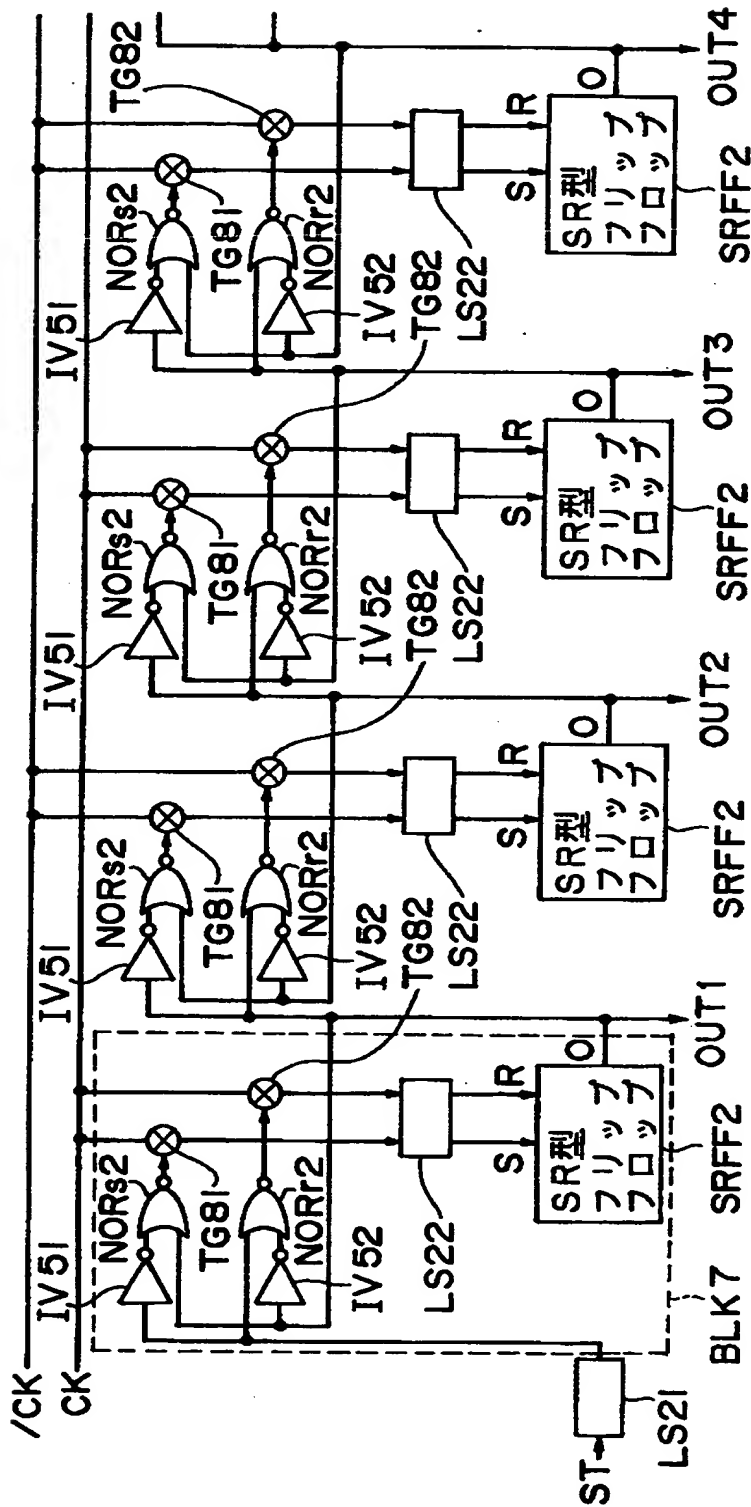 /CK
CK
IV51
NORs2
TG81
NORr2
IV52
TG82
LS22
S
R
SR型
フリップ
フロップ
O
SRFF2
OUT1
BLK7
ST
LS21
IV51
NORs2
TG81
NORr2
IV52
TG82
LS22
S
R
SR型
フリップ
フロップ
O
SRFF2
OUT2
IV51
NORs2
TG81
NORr2
IV52
TG82
LS22
S
R
SR型
フリップ
フロップ
O
SRFF2
OUT3
IV51
NORs2
TG81
NORr2
IV52
TG82
LS22
S
R
SR型
フリップ
フロップ
O
SRFF2
OUT4